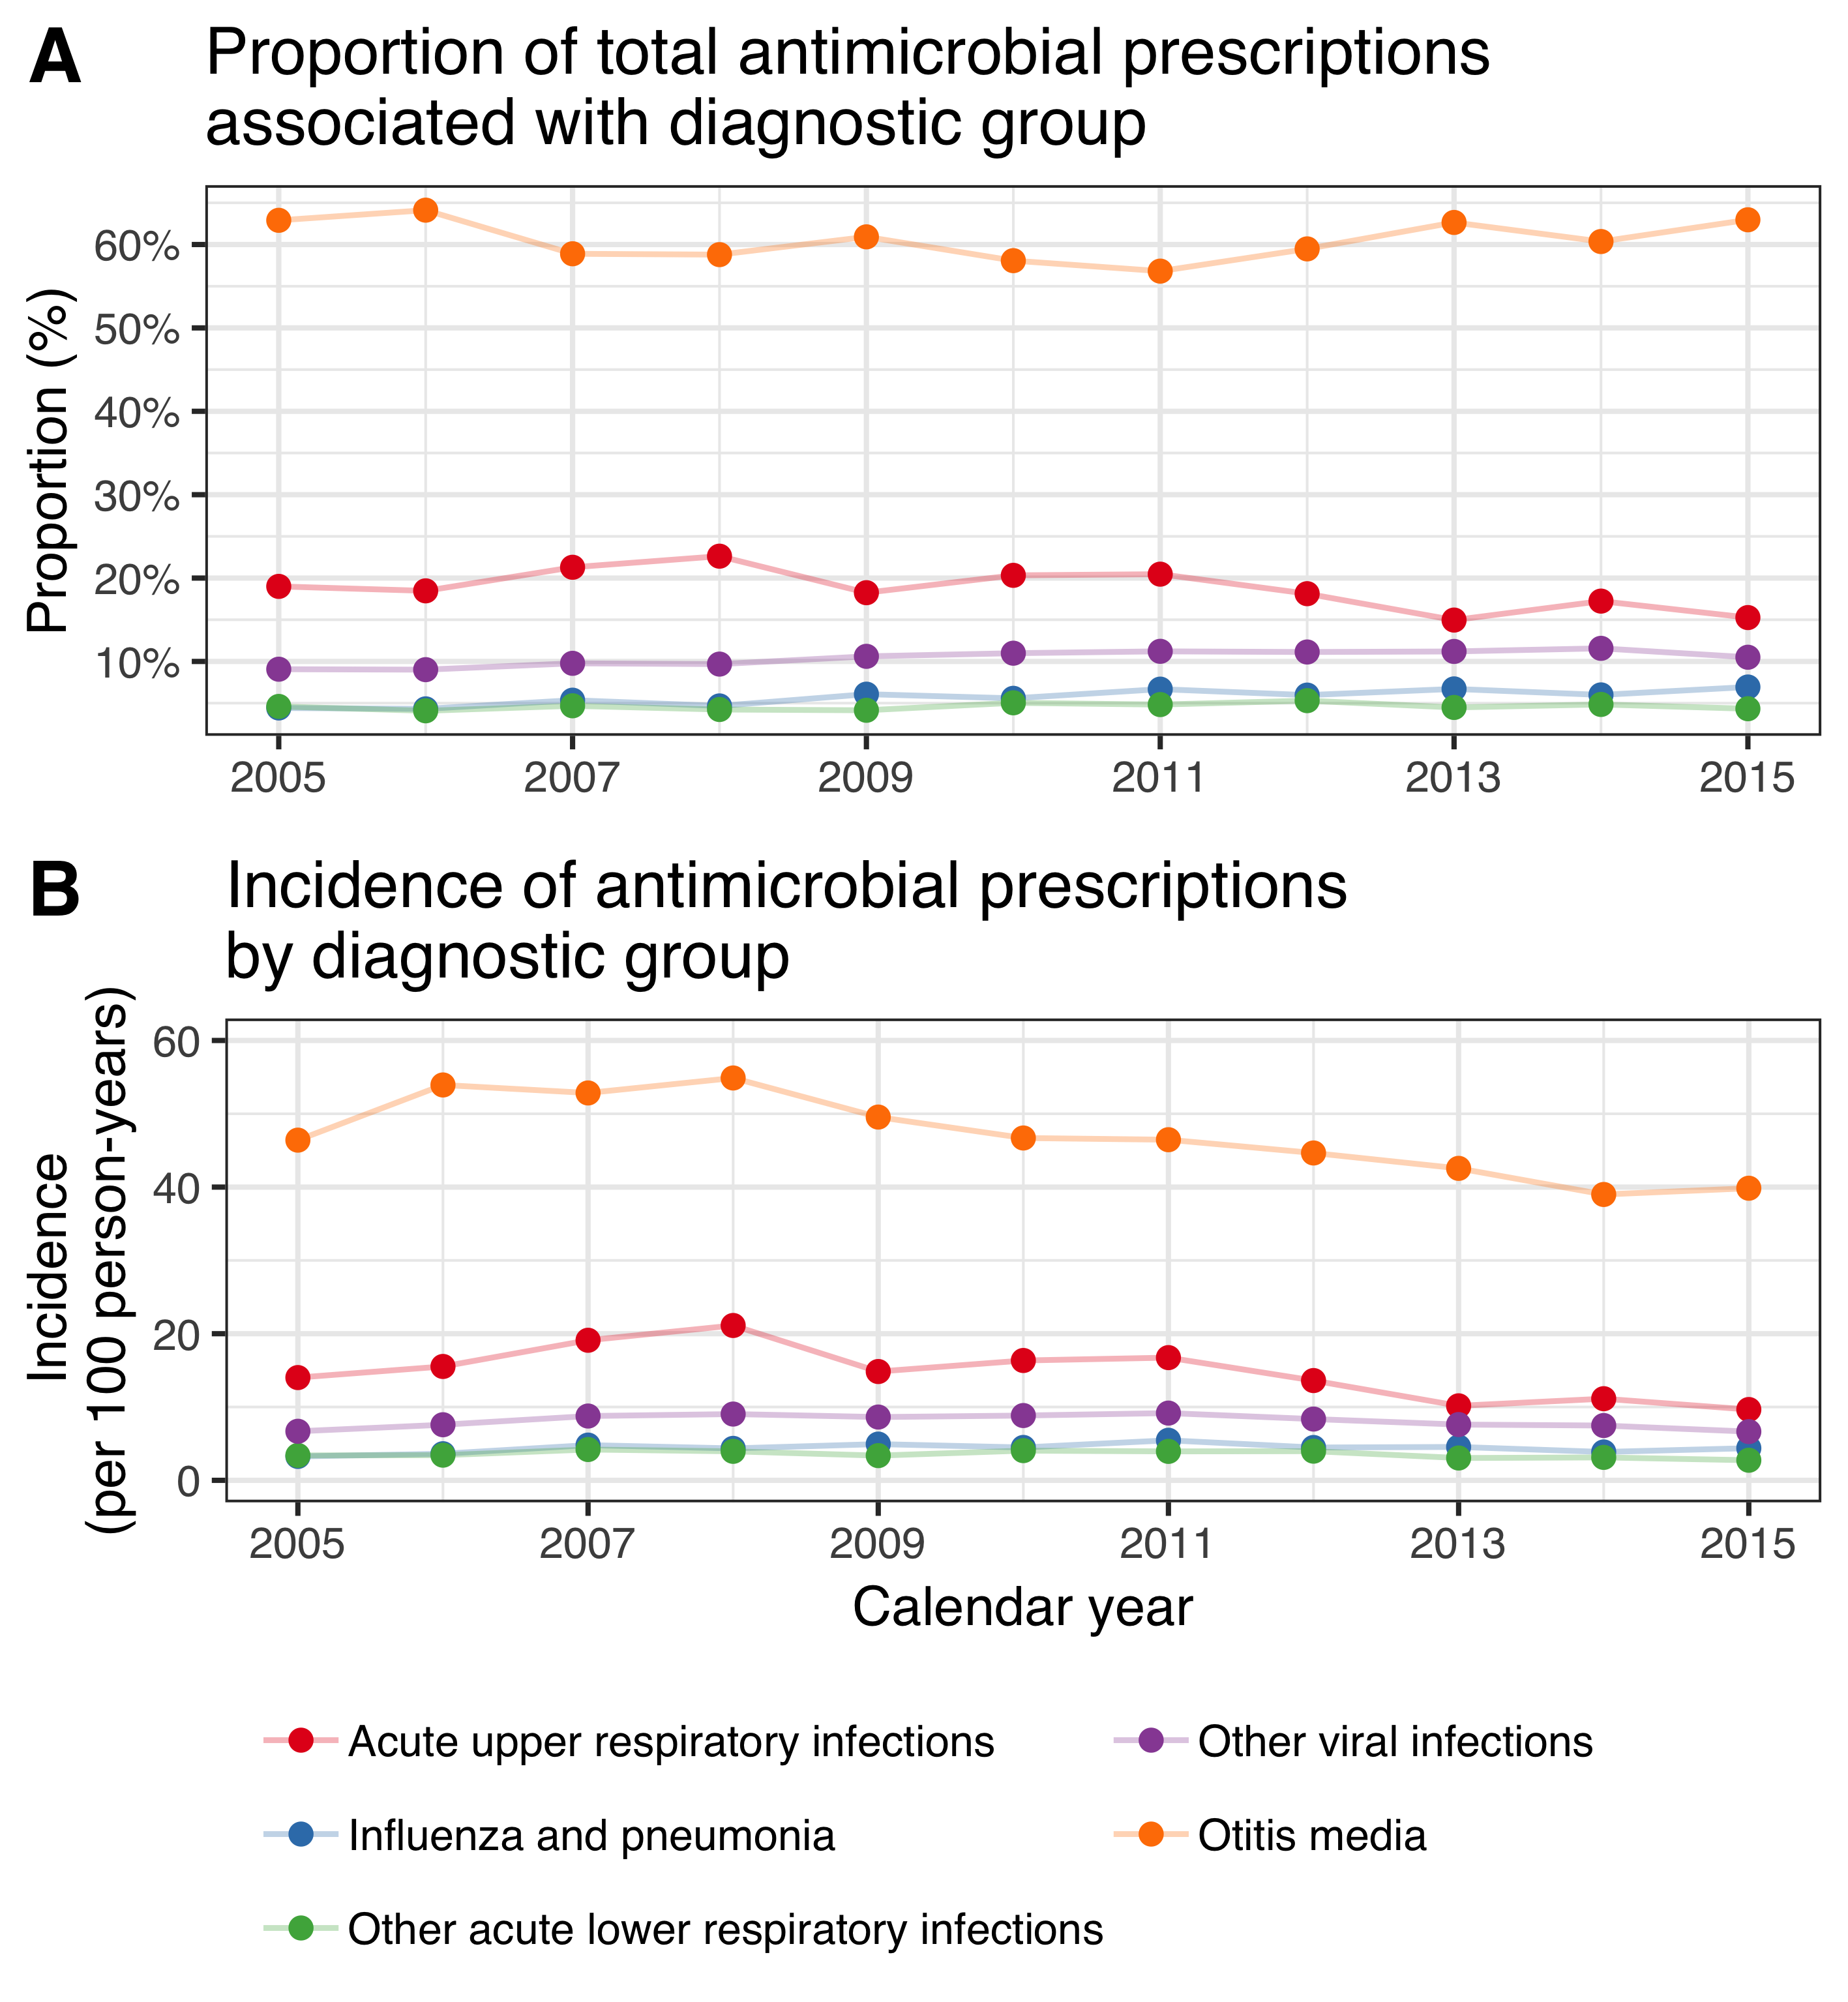 A
Proportion of total antimicrobial prescriptions
associated with diagnostic group
Proportion (%)
60%
50%
40%
30%
20%
10%
2005 2007 2009 2011 2013 2015
B
Incidence of antimicrobial prescriptions
by diagnostic group
Incidence
(per 100 person-years)
60
40
20
0
2005 2007 2009 2011 2013 2015
Calendar year
Acute upper respiratory infections
Other viral infections
Influenza and pneumonia
Otitis media
Other acute lower respiratory infections